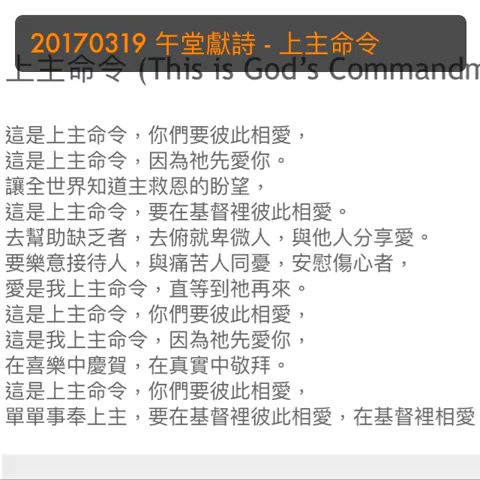 20170319 午堂獻詩 - 上主命令
上主命令 (This is God’s Commandm
這是上主命令，你們要彼此相愛，
這是上主命令，因為祂先愛你。
讓全世界知道主救恩的盼望，
這是上主命令，要在基督裡彼此相愛。
去幫助缺乏者，去俯就卑微人，與他人分享愛。
要樂意接待人，與痛苦人同憂，安慰傷心者，
愛是我上主命令，直等到祂再來。
這是上主命令，你們要彼此相愛，
這是我上主命令，因為祂先愛你，
在喜樂中慶賀，在真實中敬拜。
這是上主命令，你們要彼此相愛，
單單事奉上主，要在基督裡彼此相愛，在基督裡相愛